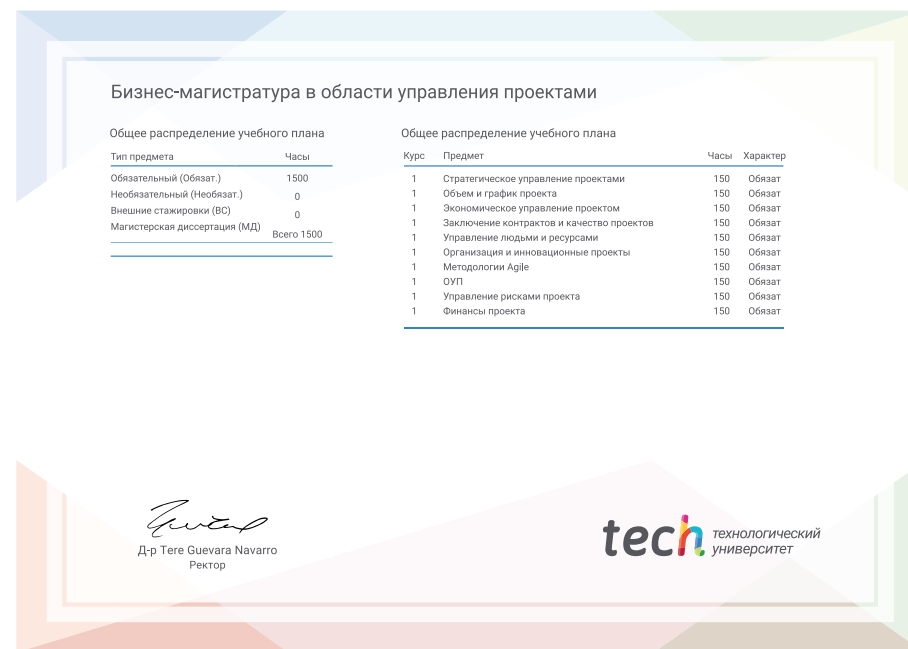 Бизнес-магистратура в области управления проектами
Общее распределение учебного плана
Тип предмета Часы
Обязательный (Обязат.) 1500
Необязательный (Необязат.) 0
Внешние стажировки (ВС) 0
Магистерская диссертация (МД)
Всего 1500
Общее распределение учебного плана
Курс Предмет Часы Характер
1 Стратегическое управление проектами 150 Обязат
1 Объем и график проекта 150 Обязат
1 Экономическое управление проектом 150 Обязат
1 Заключение контрактов и качество проектов 150 Обязат
1 Управление людьми и ресурсами 150 Обязат
1 Организация и инновационные проекты 150 Обязат
1 Методологии Agile 150 Обязат
1 ОУП 150 Обязат
1 Управление рисками проекта 150 Обязат
1 Финансы проекта 150 Обязат
Д-р Tere Guevara Navarro
Ректор
tech технологический
университет